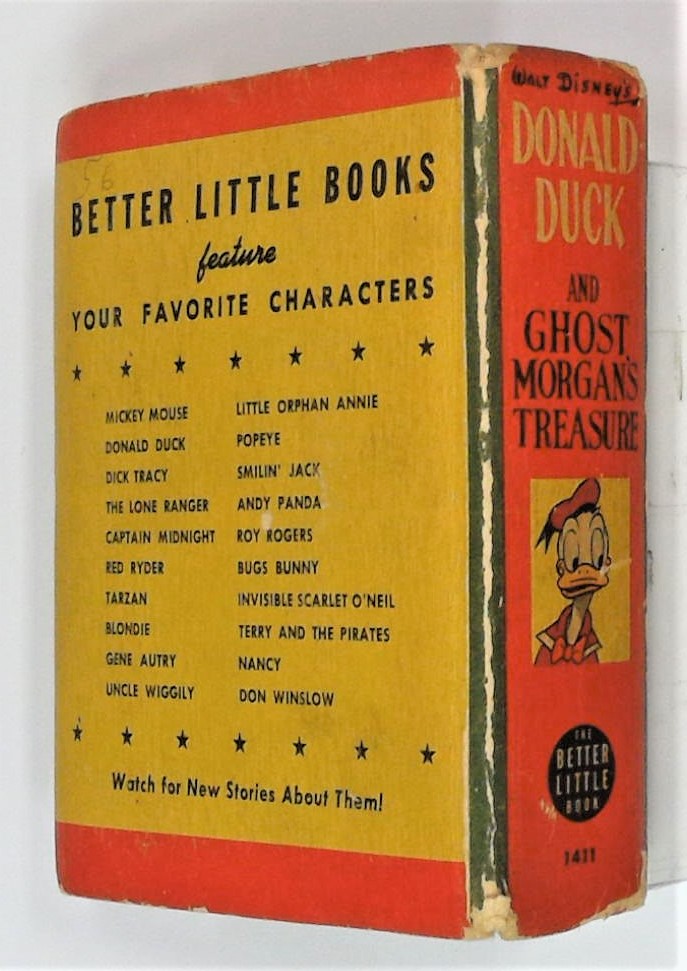 56
BETTER LITTLE BOOKS
feature
YOUR FAVORITE CHARACTERS
MICKEY MOUSE
DONALD DUCK
DICK TRACY
THE LONE RANGER
CAPTAIN MIDNIGHT
RED RYDER
TARZAN
BLONDIE
GENE AUTRY
UNCLE WIGGILY
LITTLE ORPHAN ANNIE
POPEYE
SMILIN' JACK
ANDY PANDA
ROY ROGERS
BUGS BUNNY
INVISIBLE SCARLET O'NEIL
TERRY AND THE PIRATES
NANCY
DON WINSLOW
Watch for New Stories About Them!
WALT DISNEY'S
DONALD
DUCK
AND
GHOST
MORGAN'S
TREASURE
THE
BETTER
LITTLE
BOOK
1411